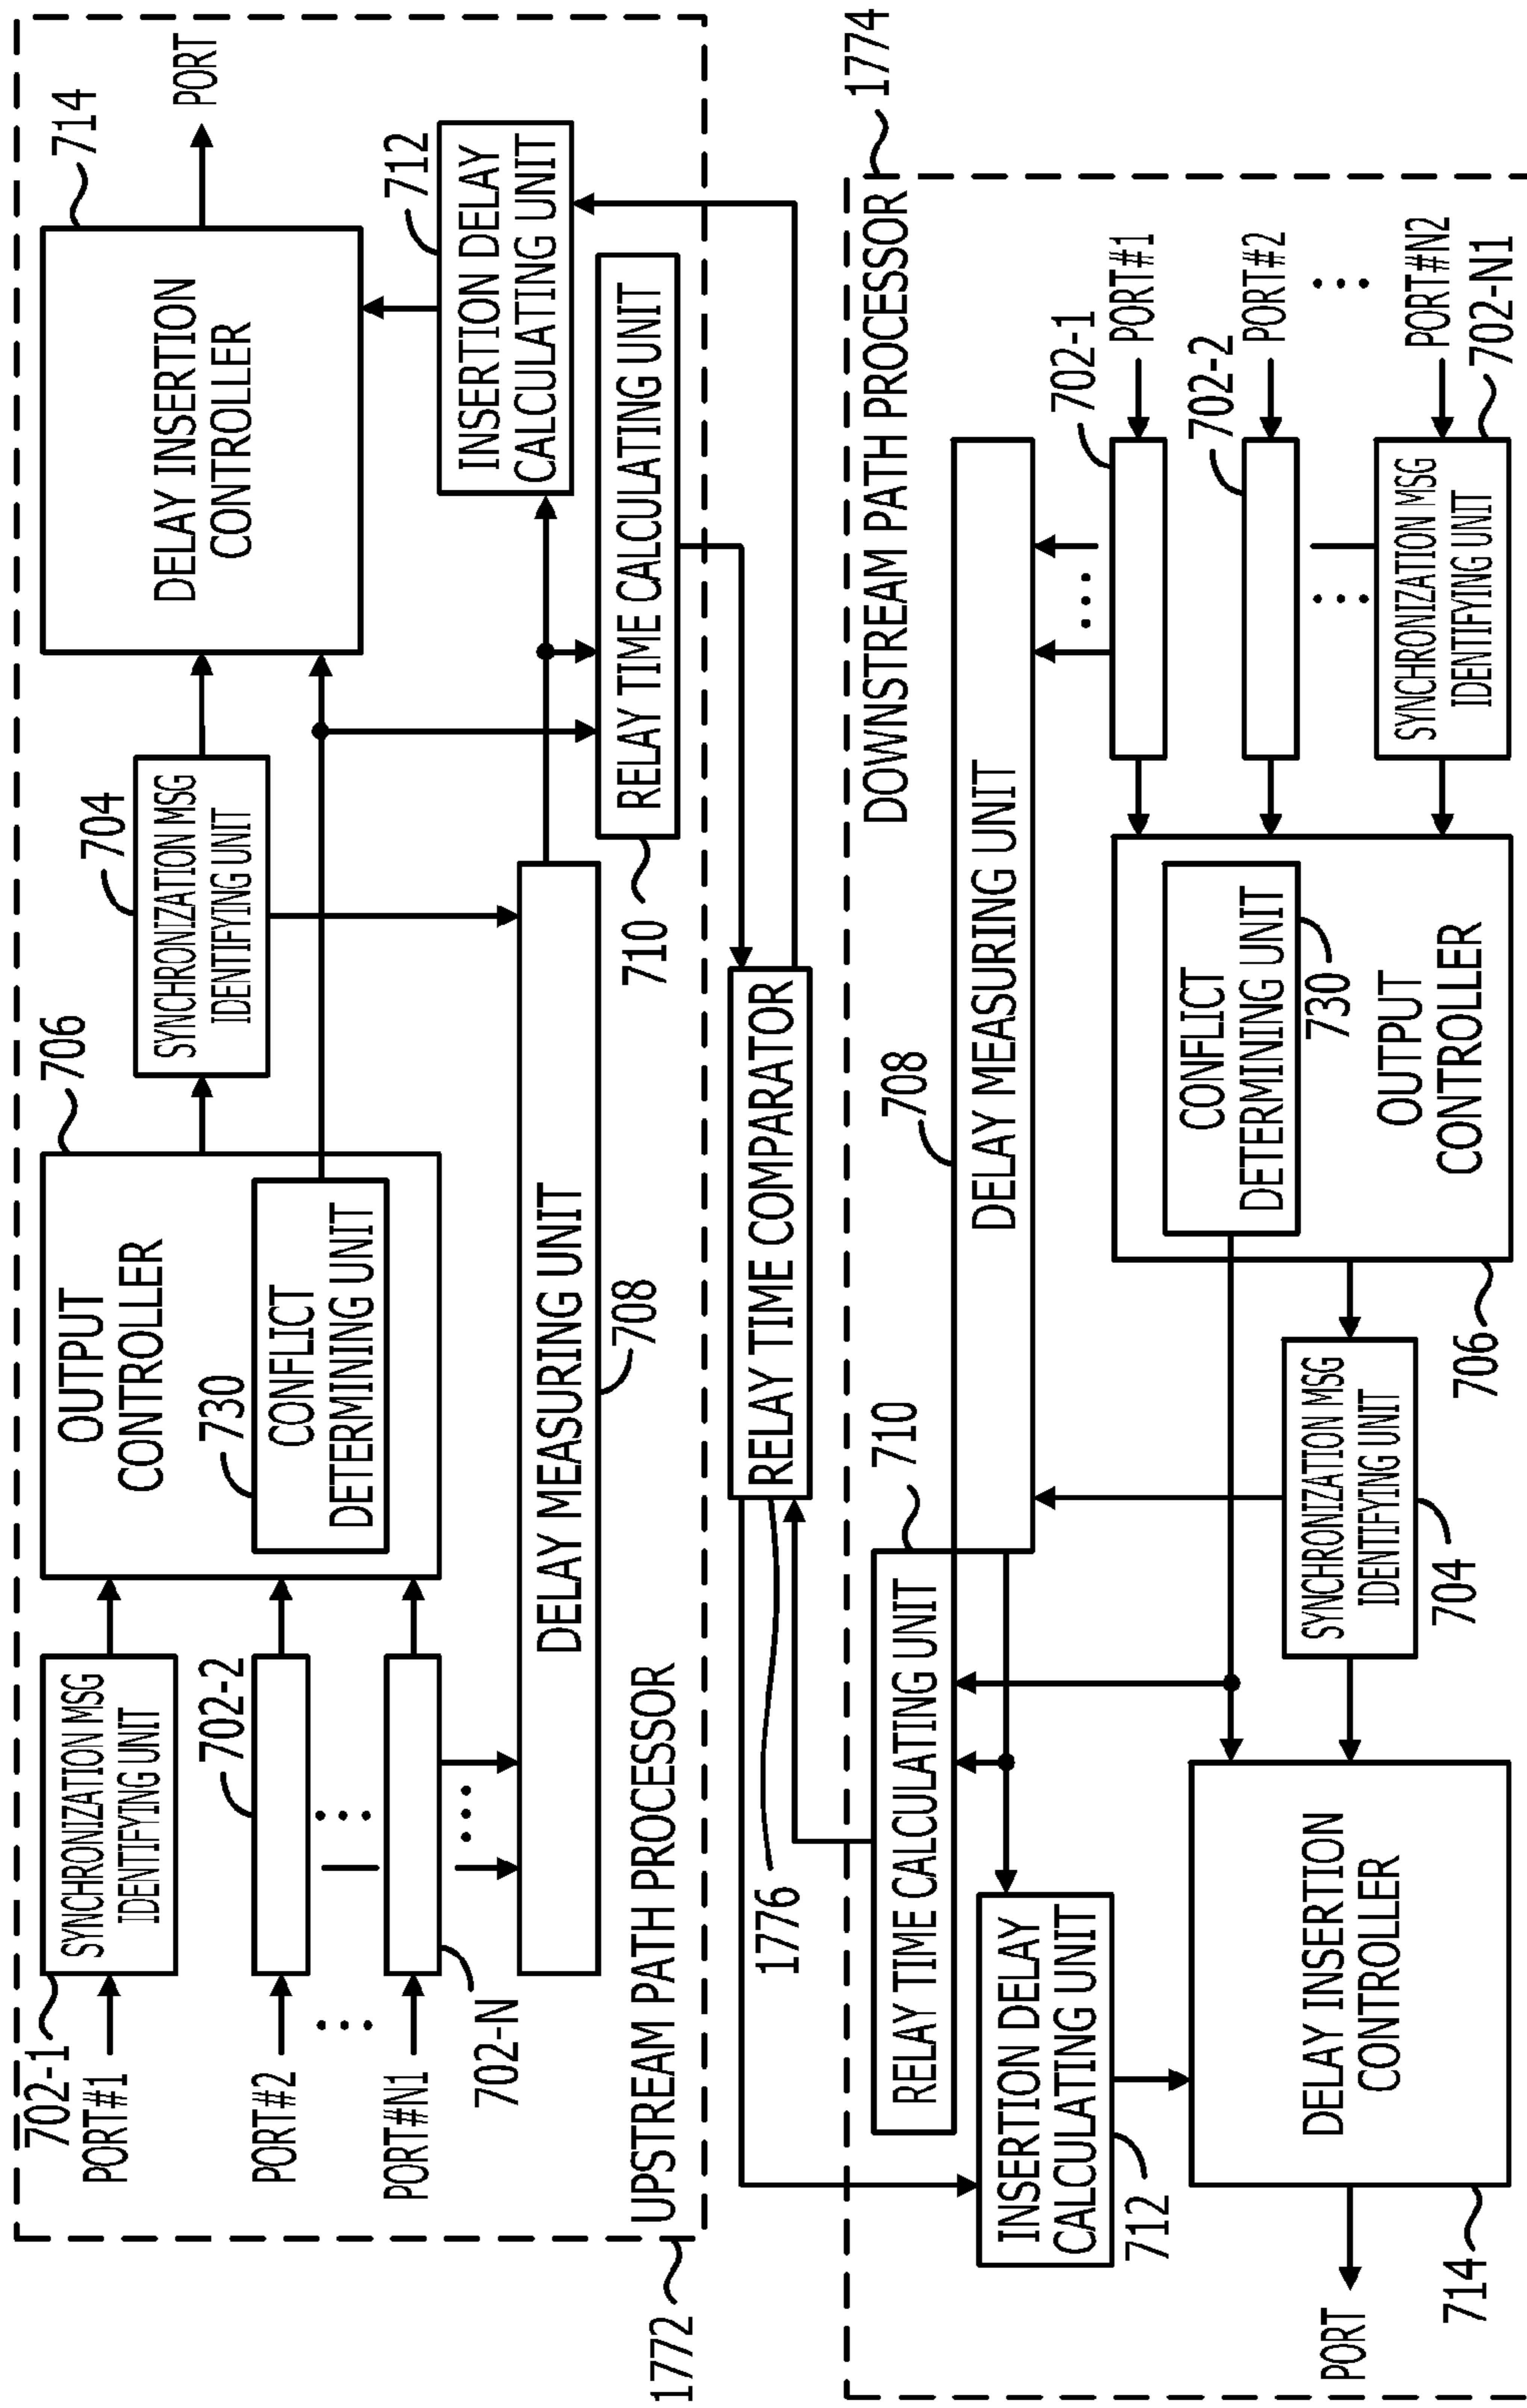 1772
702-1
PORT#1
PORT#2
PORT#N1
702-N
702-2
SYNCHRONIZATION MSG
IDENTIFYING UNIT
OUTPUT
CONTROLLER
706
730
CONFLICT
DETERMINING UNIT
704
SYNCHRONIZATION MSG
IDENTIFYING UNIT
DELAY INSERTION
CONTROLLER
714
PORT
712
INSERTION DELAY
CALCULATING UNIT
RELAY TIME CALCULATING UNIT
710
DELAY MEASURING UNIT
708
UPSTREAM PATH PROCESSOR
RELAY TIME COMPARATOR
1776
1774
DOWNSTREAM PATH PROCESSOR
710
RELAY TIME CALCULATING UNIT
708
DELAY MEASURING UNIT
INSERTION DELAY
CALCULATING UNIT
712
DELAY INSERTION
CONTROLLER
714
PORT
SYNCHRONIZATION MSG
IDENTIFYING UNIT
704
CONFLICT
DETERMINING UNIT
730
OUTPUT
CONTROLLER
706
702-1
PORT#1
702-2
PORT#2
PORT#N2
702-N1
SYNCHRONIZATION MSG
IDENTIFYING UNIT